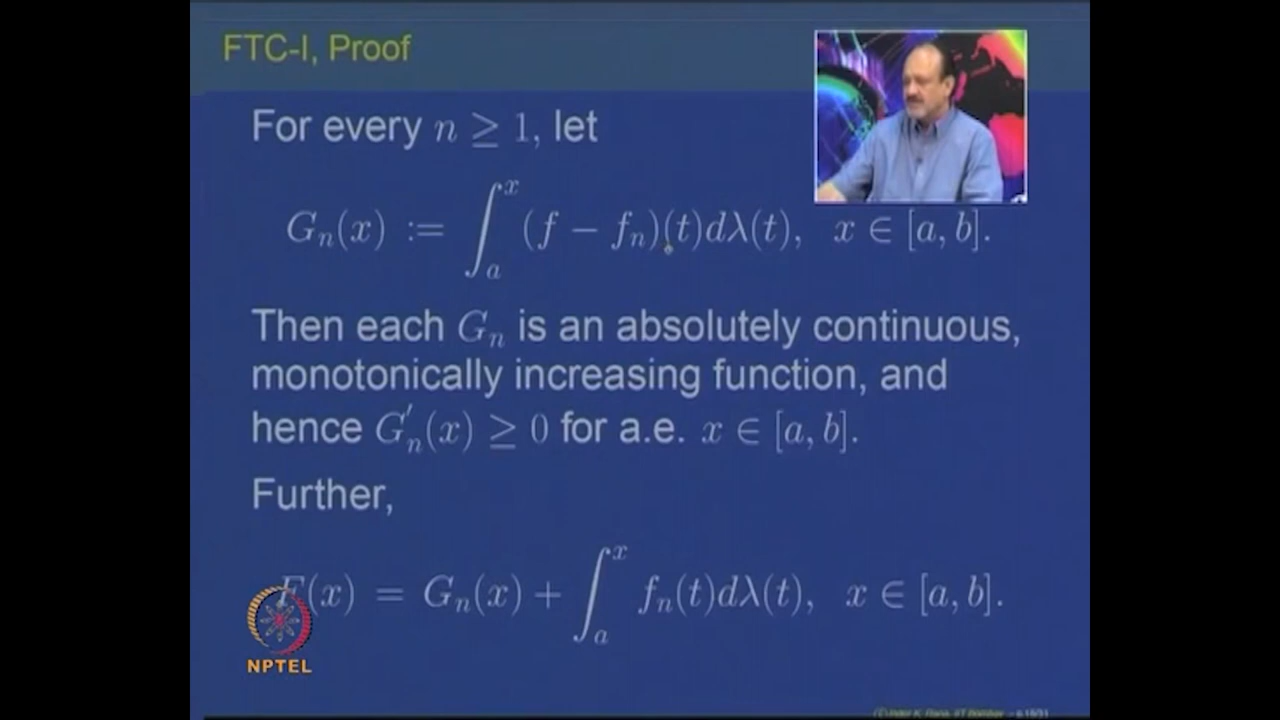 FTC-I, Proof
For every n ≥ 1, let
G_n(x) := ∫_a^x (f − f_n)(t)dλ(t), x ∈ [a, b].
Then each G_n is an absolutely continuous,
monotonically increasing function, and
hence G′_n(x) ≥ 0 for a.e. x ∈ [a, b].
Further,
F(x) = G_n(x) + ∫_a^x f_n(t)dλ(t), x ∈ [a, b].
NPTEL